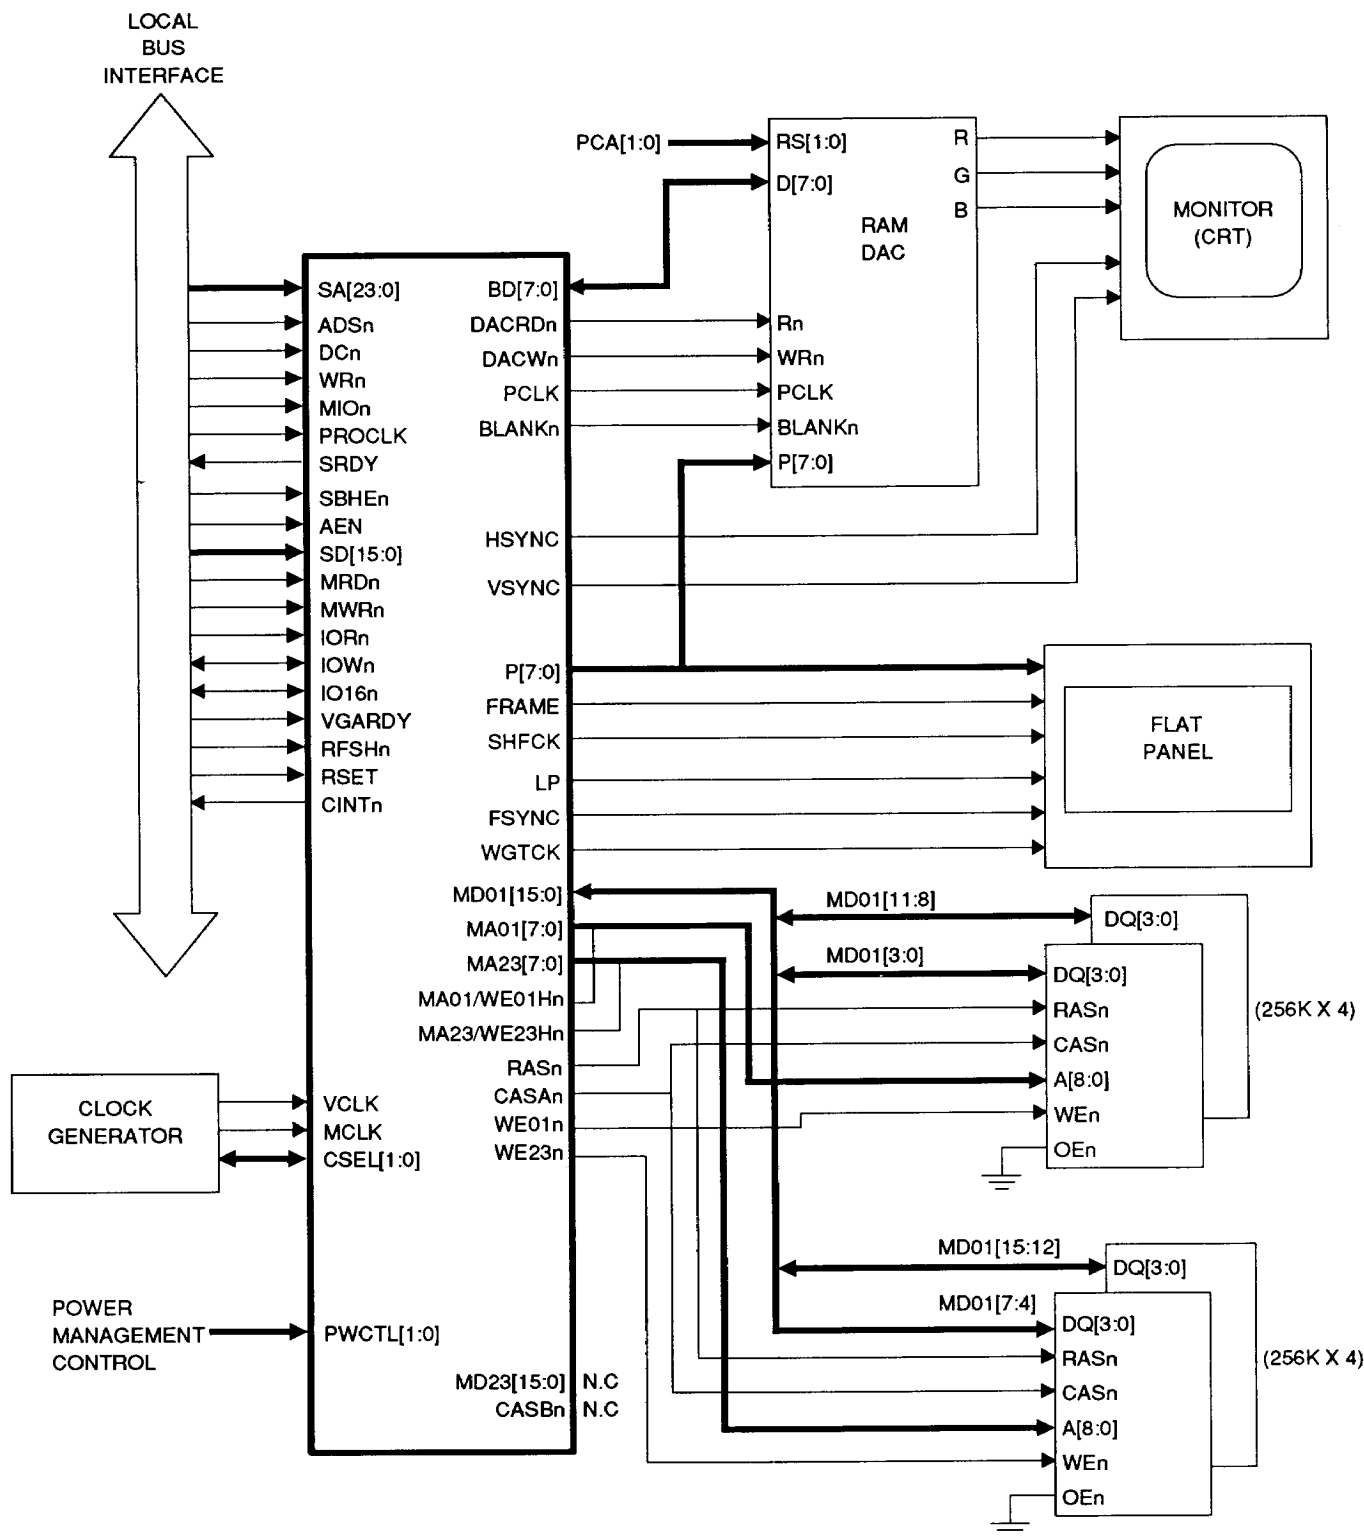 LOCAL
BUS
INTERFACE
SA[23:0]
ADSn
DCn
WRn
MIOn
PROCLK
SRDY
SBHEn
AEN
SD[15:0]
MRDn
MWRn
IORn
IOWn
IO16n
VGARDY
RFSHn
RSET
CINTn
CLOCK
GENERATOR
VCLK
MCLK
CSEL[1:0]
POWER
MANAGEMENT
CONTROL
PWCTL[1:0]
BD[7:0]
DACRDn
DACWn
PCLK
BLANKn
HSYNC
VSYNC
P[7:0]
FRAME
SHFCK
LP
FSYNC
WGTCK
MD01[15:0]
MA01[7:0]
MA23[7:0]
MA01/WE01Hn
MA23/WE23Hn
RASn
CASAn
WE01n
WE23n
MD23[15:0] N.C
CASBn N.C
PCA[1:0]
RS[1:0]
D[7:0]
RAM
DAC
R
G
B
Rn
WRn
PCLK
BLANKn
P[7:0]
MONITOR
(CRT)
FLAT
PANEL
MD01[11:8]
DQ[3:0]
MD01[3:0]
DQ[3:0]
RASn
CASn
A[8:0]
WEn
OEn
(256K X 4)
MD01[15:12]
DQ[3:0]
MD01[7:4]
DQ[3:0]
RASn
CASn
A[8:0]
WEn
OEn
(256K X 4)